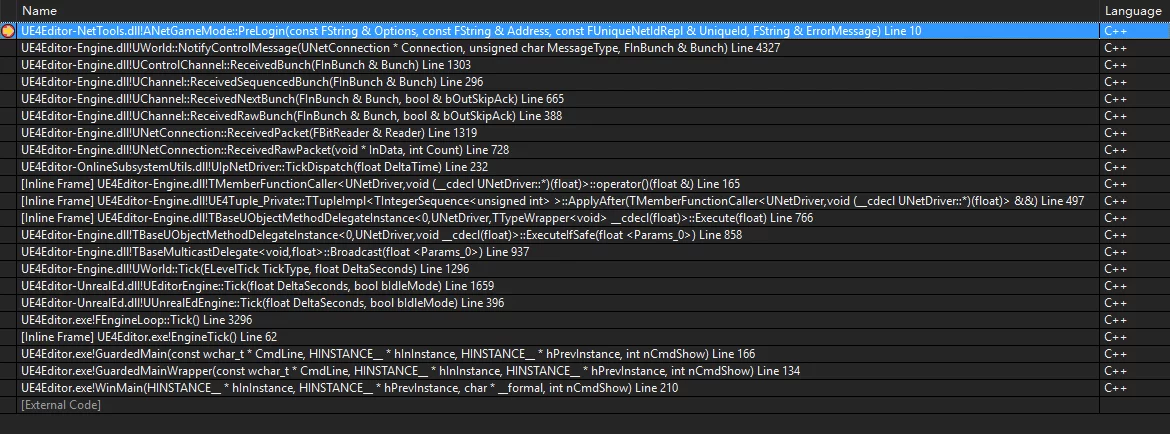 Name Language
UE4Editor-NetTools.dll!ANetGameMode::PreLogin(const FString & Options, const FString & Address, const FUniqueNetIdRepl & UniqueId, FString & ErrorMessage) Line 10 C++
UE4Editor-Engine.dll!UWorld::NotifyControlMessage(UNetConnection * Connection, unsigned char MessageType, FInBunch & Bunch) Line 4327 C++
UE4Editor-Engine.dll!UControlChannel::ReceivedBunch(FInBunch & Bunch) Line 1303 C++
UE4Editor-Engine.dll!UChannel::ReceivedSequencedBunch(FInBunch & Bunch) Line 296 C++
UE4Editor-Engine.dll!UChannel::ReceivedNextBunch(FInBunch & Bunch, bool & bOutSkipAck) Line 665 C++
UE4Editor-Engine.dll!UChannel::ReceivedRawBunch(FInBunch & Bunch, bool & bOutSkipAck) Line 388 C++
UE4Editor-Engine.dll!UNetConnection::ReceivedPacket(FBitReader & Reader) Line 1319 C++
UE4Editor-Engine.dll!UNetConnection::ReceivedRawPacket(void * InData, int Count) Line 728 C++
UE4Editor-OnlineSubsystemUtils.dll!UIpNetDriver::TickDispatch(float DeltaTime) Line 232 C++
[Inline Frame] UE4Editor-Engine.dll!TMemberFunctionCaller<UNetDriver,void (__cdecl UNetDriver::*)(float)>::operator()(float &) Line 165 C++
[Inline Frame] UE4Editor-Engine.dll!UE4Tuple_Private::TTupleImpl<TIntegerSequence<unsigned int> >::ApplyAfter(TMemberFunctionCaller<UNetDriver,void (__cdecl UNetDriver::*)(float)> &&) Line 497 C++
[Inline Frame] UE4Editor-Engine.dll!TBaseUObjectMethodDelegateInstance<0,UNetDriver,TTypeWrapper<void> __cdecl(float)>::Execute(float) Line 766 C++
UE4Editor-Engine.dll!TBaseUObjectMethodDelegateInstance<0,UNetDriver,void __cdecl(float)>::ExecuteIfSafe(float <Params_0>) Line 858 C++
UE4Editor-Engine.dll!TBaseMulticastDelegate<void,float>::Broadcast(float <Params_0>) Line 937 C++
UE4Editor-Engine.dll!UWorld::Tick(ELevelTick TickType, float DeltaSeconds) Line 1296 C++
UE4Editor-UnrealEd.dll!UEditorEngine::Tick(float DeltaSeconds, bool bIdleMode) Line 1659 C++
UE4Editor-UnrealEd.dll!UUnrealEdEngine::Tick(float DeltaSeconds, bool bIdleMode) Line 396 C++
UE4Editor.exe!FEngineLoop::Tick() Line 3296 C++
[Inline Frame] UE4Editor.exe!EngineTick() Line 62 C++
UE4Editor.exe!GuardedMain(const wchar_t * CmdLine, HINSTANCE__ * hInInstance, HINSTANCE__ * hPrevInstance, int nCmdShow) Line 166 C++
UE4Editor.exe!GuardedMainWrapper(const wchar_t * CmdLine, HINSTANCE__ * hInInstance, HINSTANCE__ * hPrevInstance, int nCmdShow) Line 134 C++
UE4Editor.exe!WinMain(HINSTANCE__ * hInInstance, HINSTANCE__ * hPrevInstance, char * __formal, int nCmdShow) Line 210 C++
[External Code]